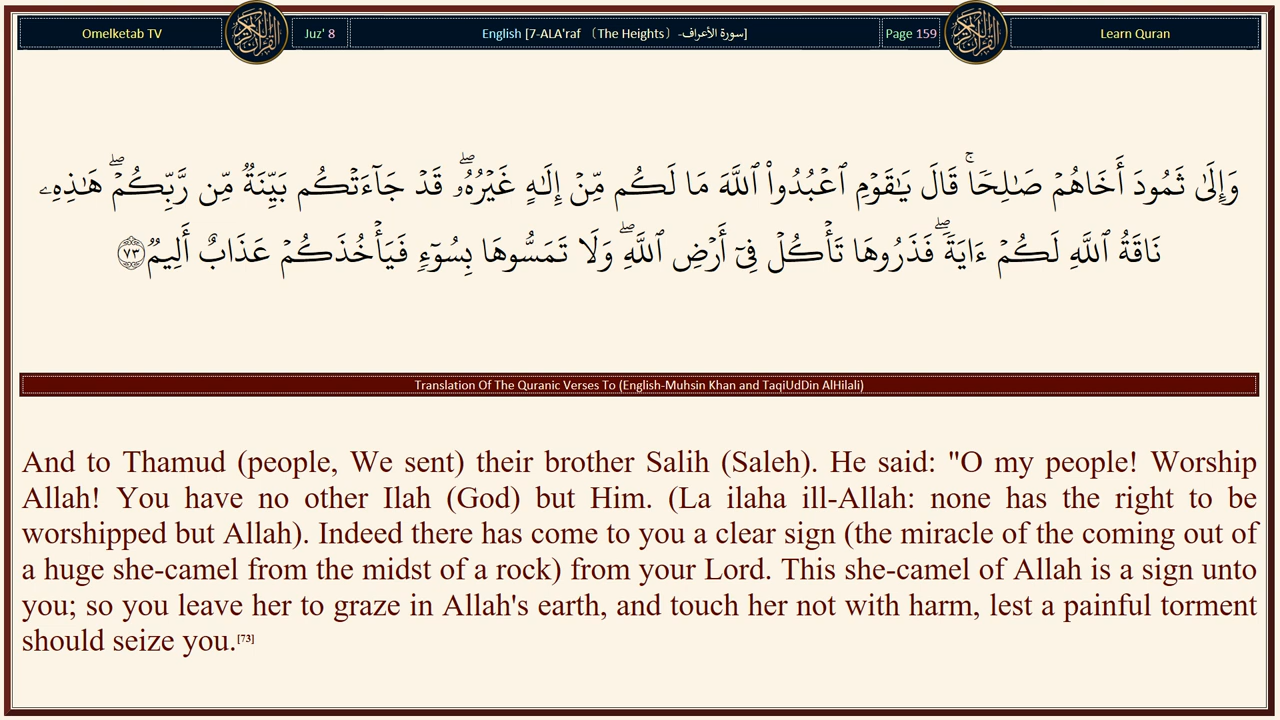 Omelketab TV
Juz' 8
English [7-ALA'raf （The Heights）-سورة الأعراف]
Page 159
Learn Quran
وَإِلَىٰ ثَمُودَ أَخَاهُمۡ صَٰلِحٗاۚ قَالَ يَٰقَوۡمِ ٱعۡبُدُواْ ٱللَّهَ مَا لَكُم مِّنۡ إِلَٰهٍ غَيۡرُهُۥۖ قَدۡ جَآءَتۡكُم بَيِّنَةٞ مِّن رَّبِّكُمۡۖ هَٰذِهِۦ
نَاقَةُ ٱللَّهِ لَكُمۡ ءَايَةٗۖ فَذَرُوهَا تَأۡكُلۡ فِيٓ أَرۡضِ ٱللَّهِۖ وَلَا تَمَسُّوهَا بِسُوٓءٖ فَيَأۡخُذَكُمۡ عَذَابٌ أَلِيمٞ ٧٣
Translation Of The Quranic Verses To (English-Muhsin Khan and TaqiUdDin AlHilali)
And to Thamud (people, We sent) their brother Salih (Saleh). He said: "O my people! Worship
Allah! You have no other Ilah (God) but Him. (La ilaha ill-Allah: none has the right to be
worshipped but Allah). Indeed there has come to you a clear sign (the miracle of the coming out of
a huge she-camel from the midst of a rock) from your Lord. This she-camel of Allah is a sign unto
you; so you leave her to graze in Allah's earth, and touch her not with harm, lest a painful torment
should seize you.[73]